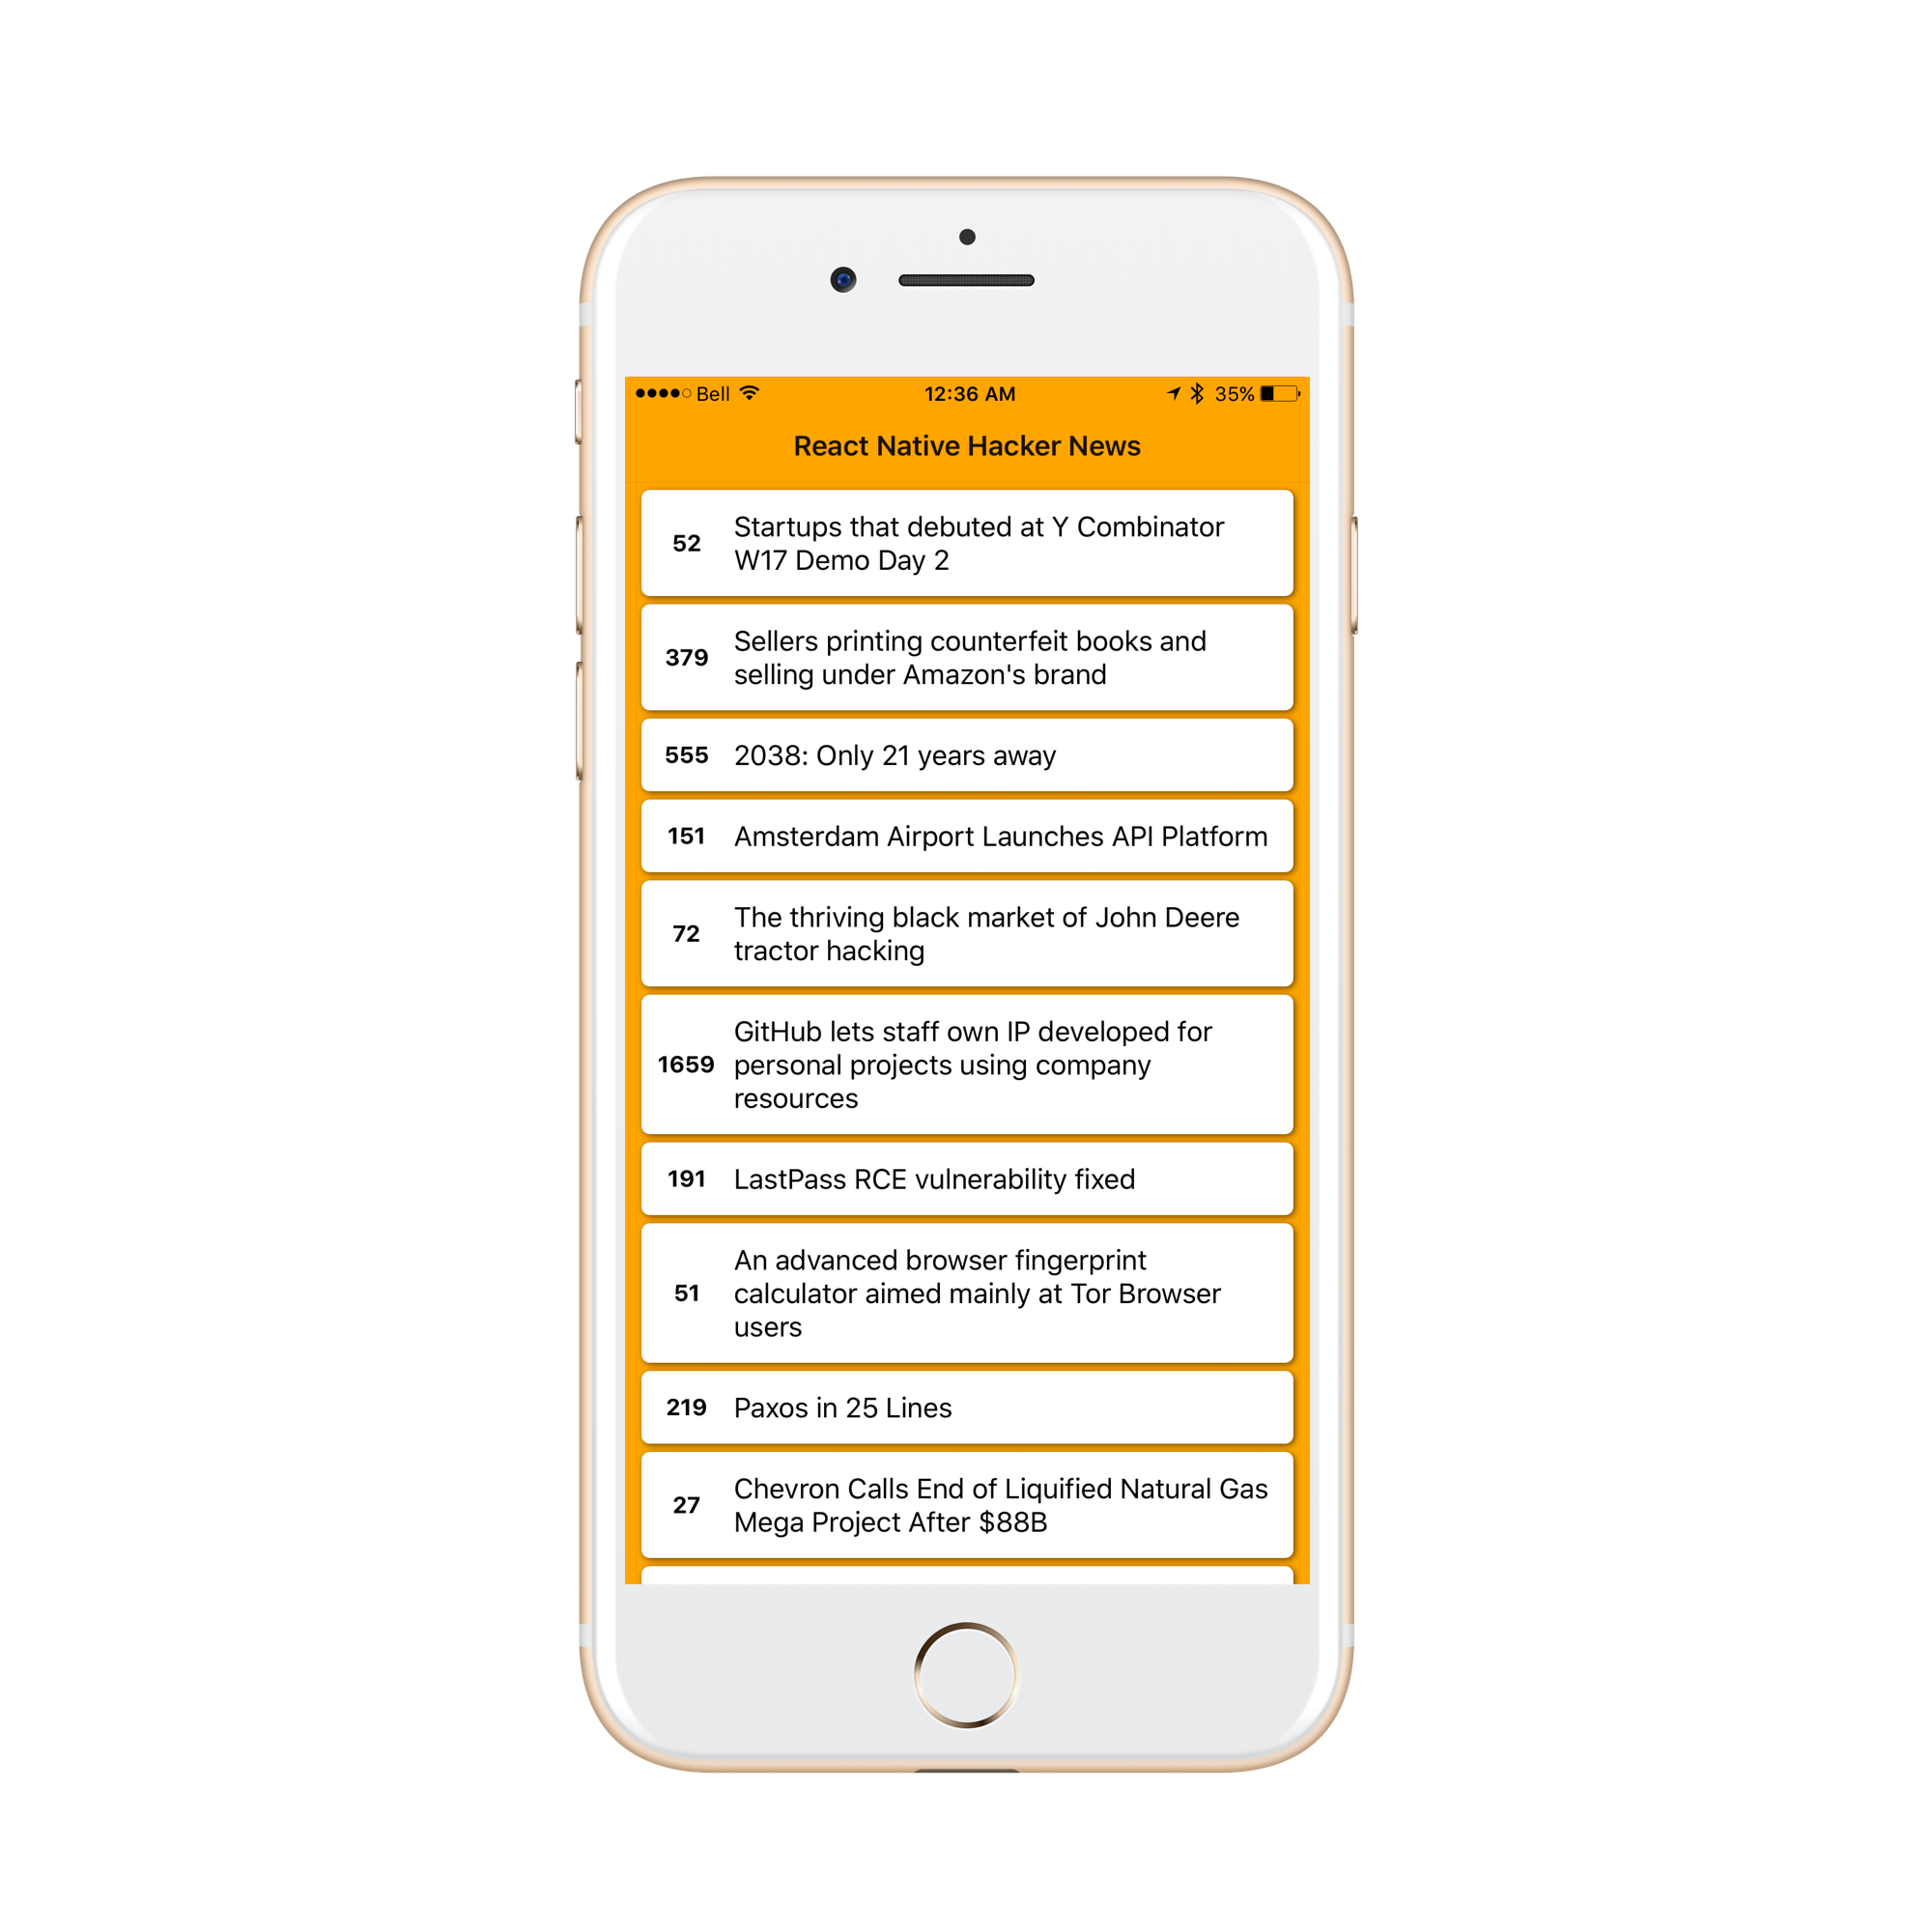 Bell 12:36 AM 35%
React Native Hacker News
52
Startups that debuted at Y Combinator
W17 Demo Day 2
379
Sellers printing counterfeit books and
selling under Amazon's brand
555
2038: Only 21 years away
151
Amsterdam Airport Launches API Platform
72
The thriving black market of John Deere
tractor hacking
1659
GitHub lets staff own IP developed for
personal projects using company
resources
191
LastPass RCE vulnerability fixed
51
An advanced browser fingerprint
calculator aimed mainly at Tor Browser
users
219
Paxos in 25 Lines
27
Chevron Calls End of Liquified Natural Gas
Mega Project After $88B